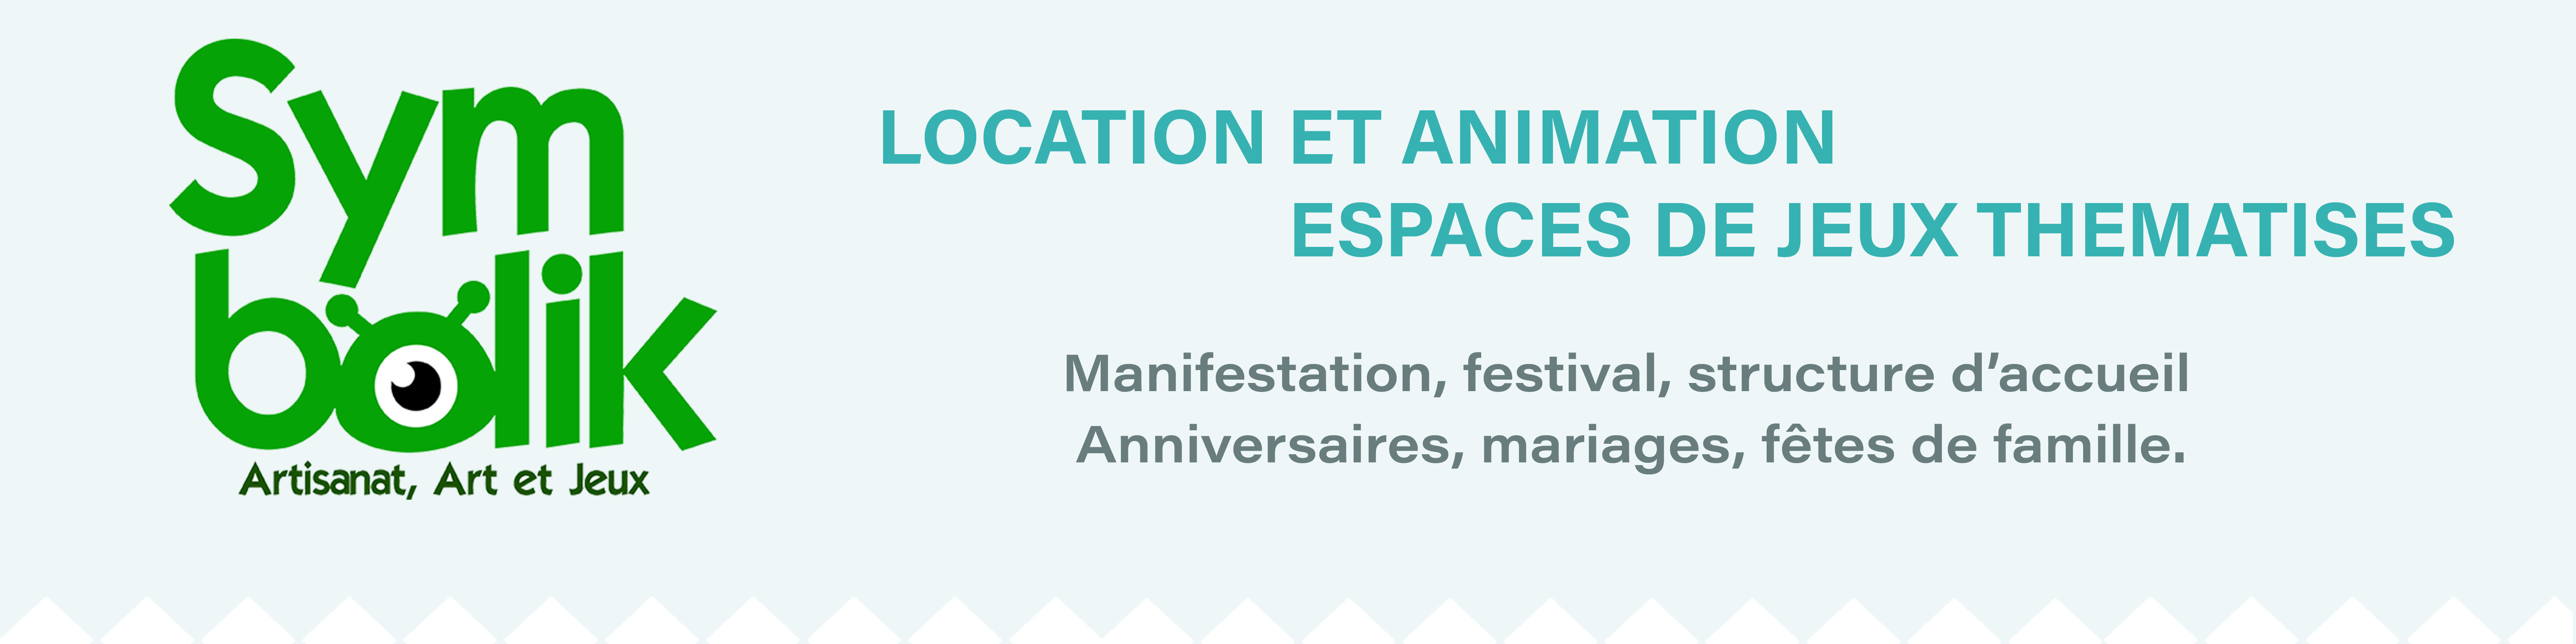 Sym
bolik
Artisanat, Art et Jeux
LOCATION ET ANIMATION
ESPACES DE JEUX THEMATISES
Manifestation, festival, structure d’accueil
Anniversaires, mariages, fêtes de famille.